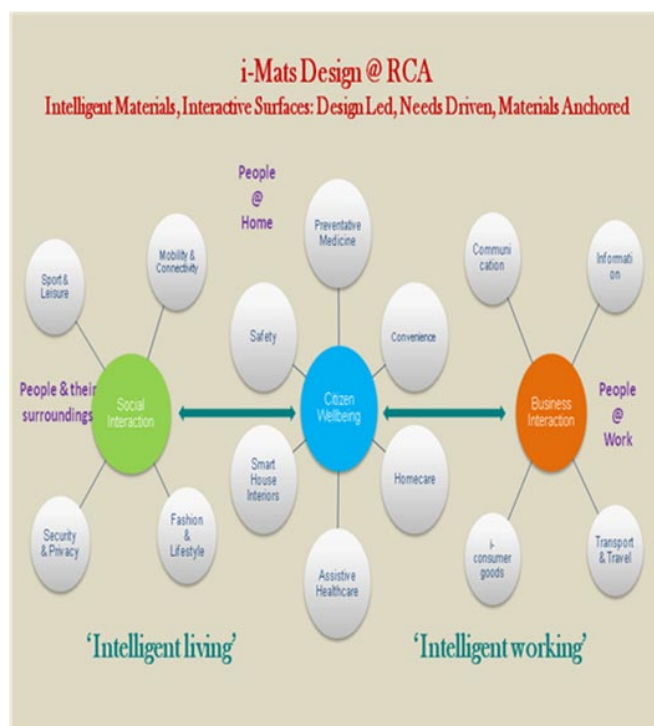 i-Mats Design @ RCA
Intelligent Materials, Interactive Surfaces: Design Led, Needs Driven, Materials Anchored
People
@
Home
Preventative
Medicine
Mobility &
Connectivity
Sport &
Leisure
Communi
cation
Informati
on
Safety
Convenience
People & their
surroundings
Social
Interaction
Citizen
Wellbeing
Business
Interaction
People
@
Work
Smart
House
Interiors
Homecare
Security
& Privacy
Fashion
&
Lifestyle
Assistive
Healthcare
i-
consumer
goods
Transport
& Travel
‘Intelligent living’
‘Intelligent working’